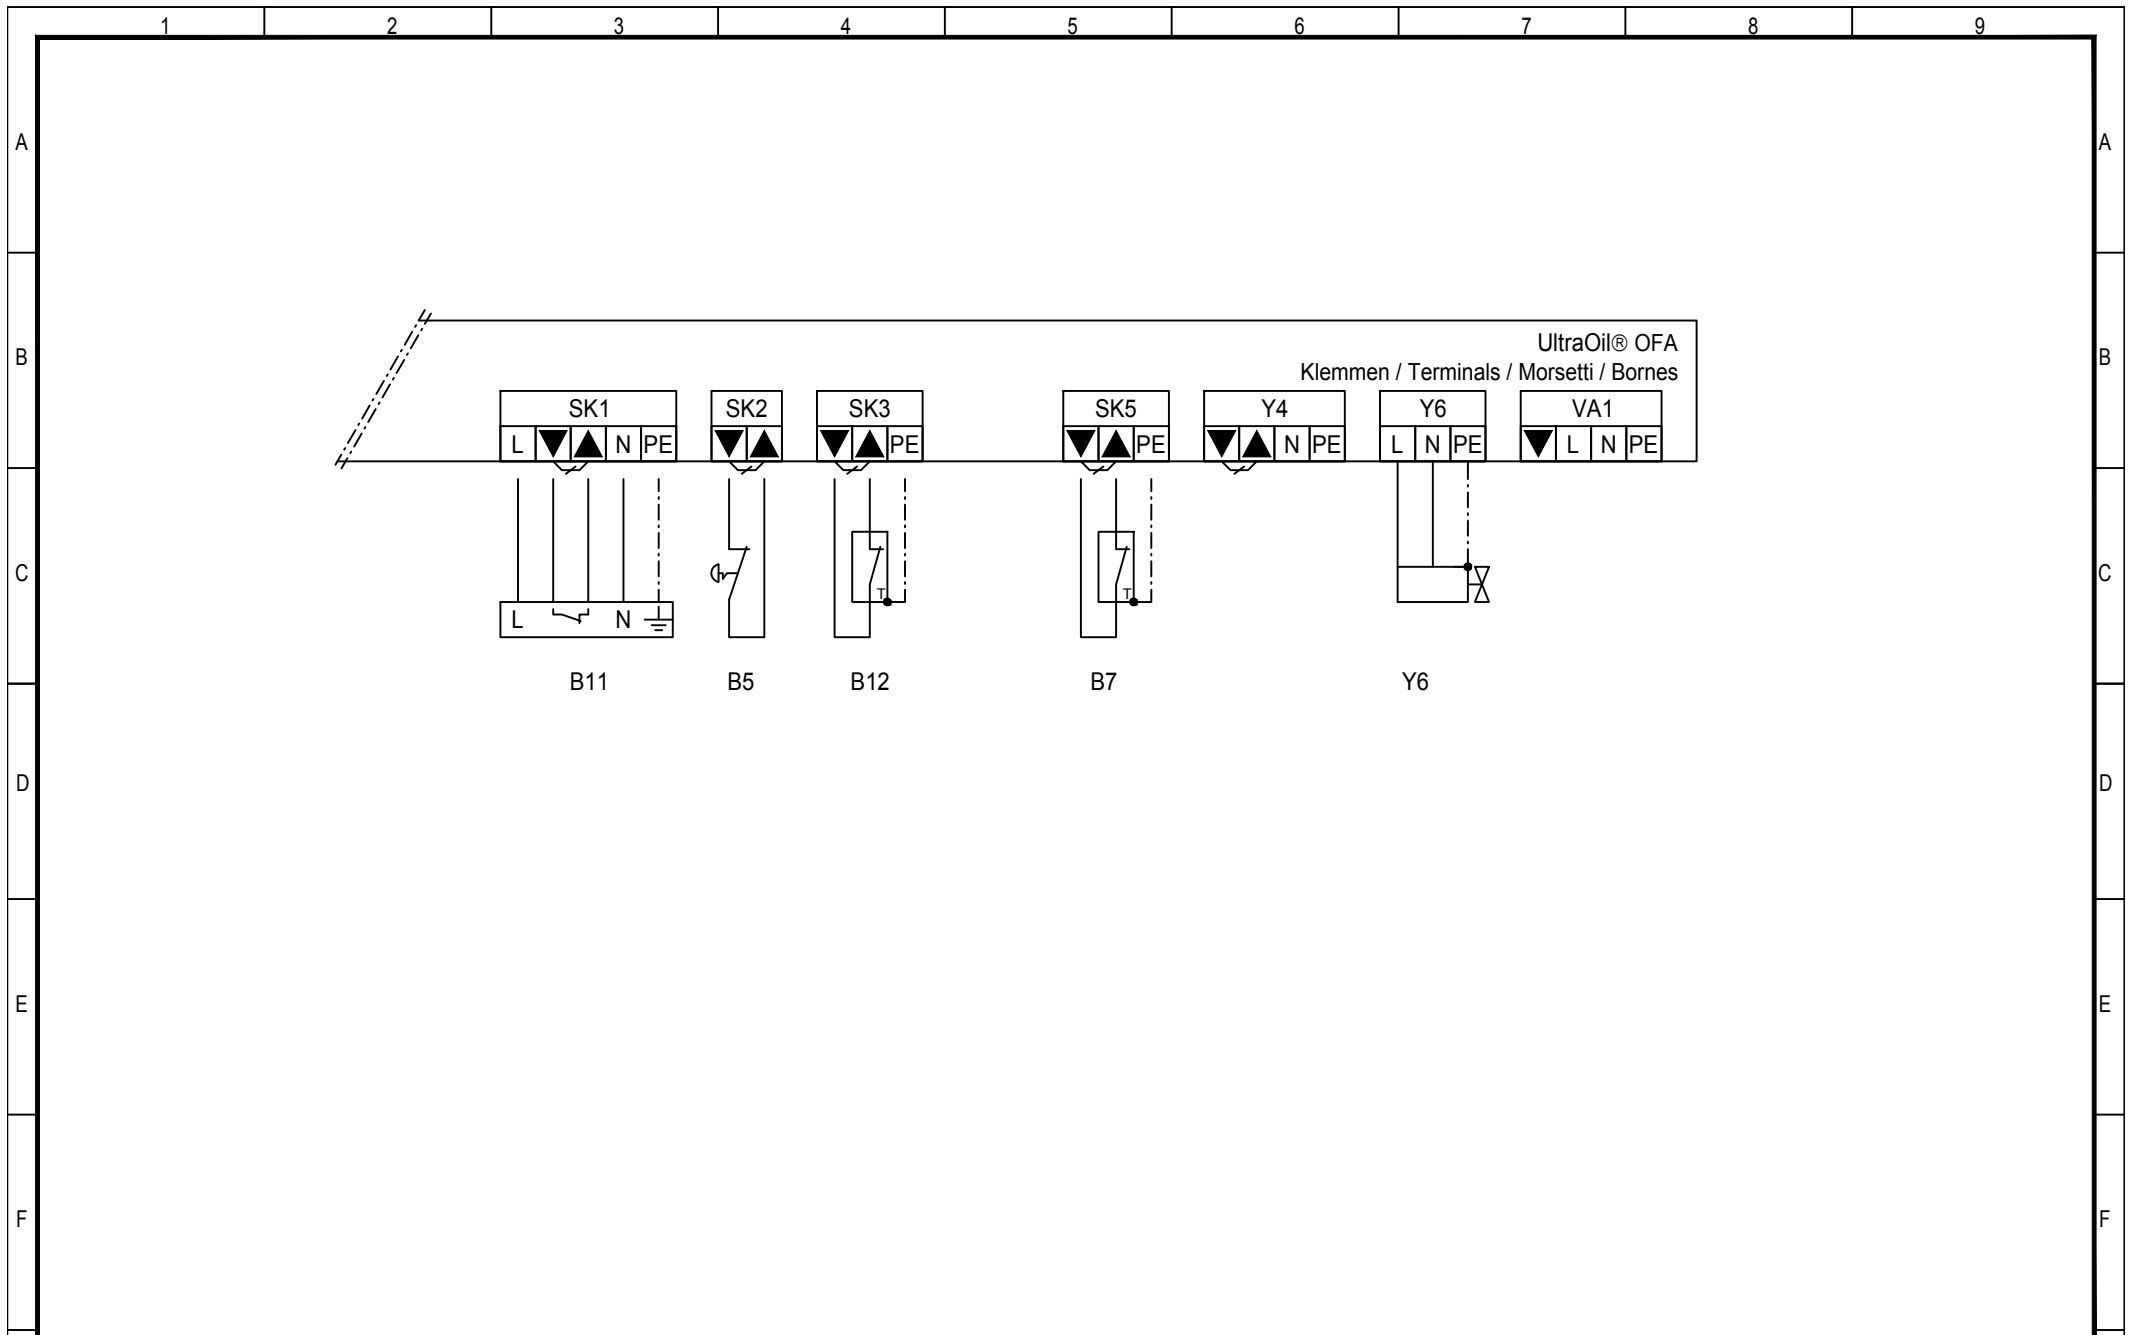 1 2 3 4 5 6 7 8 9
A A
UltraOil® OFA
B B
Klemmen / Terminals / Morsetti / Bornes
SK1 SK2 SK3 SK5 Y4 Y6 VA1
L N PE PE PE N PE L N PE L N PE
C C
T T
L N
B11 B5 B12 B7 Y6
D D
E E
F F